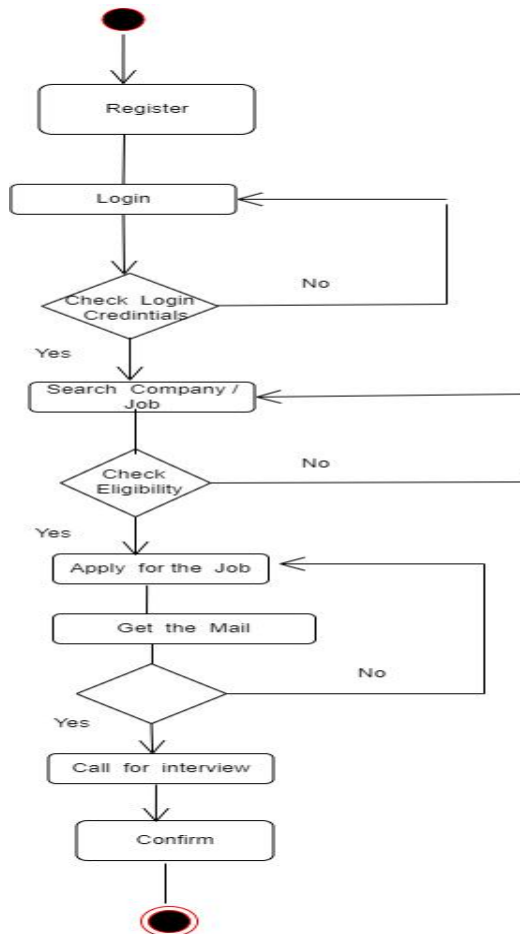 Register
Login
No
Check Login
Credintials
Yes
Search Company /
Job
No
Check
Eligibility
Yes
Apply for the Job
Get the Mail
No
Yes
Call for interview
Confirm